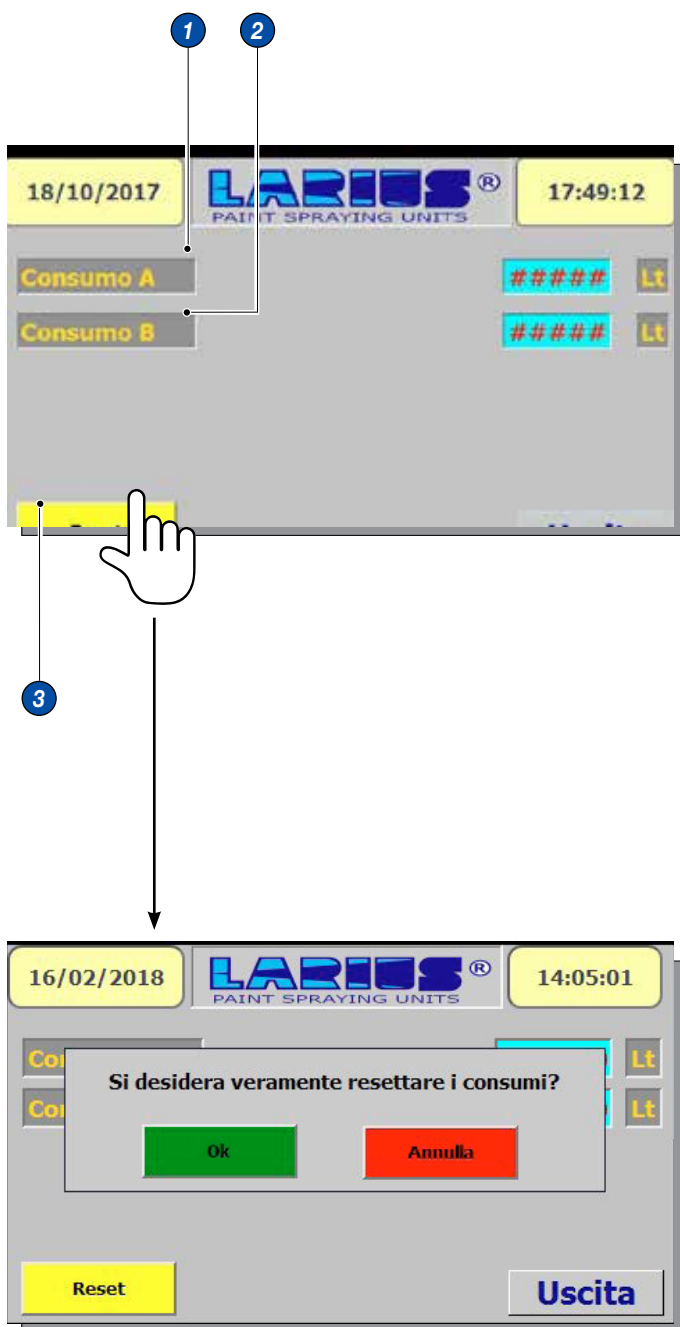 1 2
18/10/2017 LARIUS® 17:49:12
PAINT SPRAYING UNITS
Consumo A ##### Lt
Consumo B ##### Lt
3
16/02/2018 LARIUS® 14:05:01
PAINT SPRAYING UNITS
Lt
Lt
Si desidera veramente resettare i consumi?
Ok Annulla
Reset Uscita